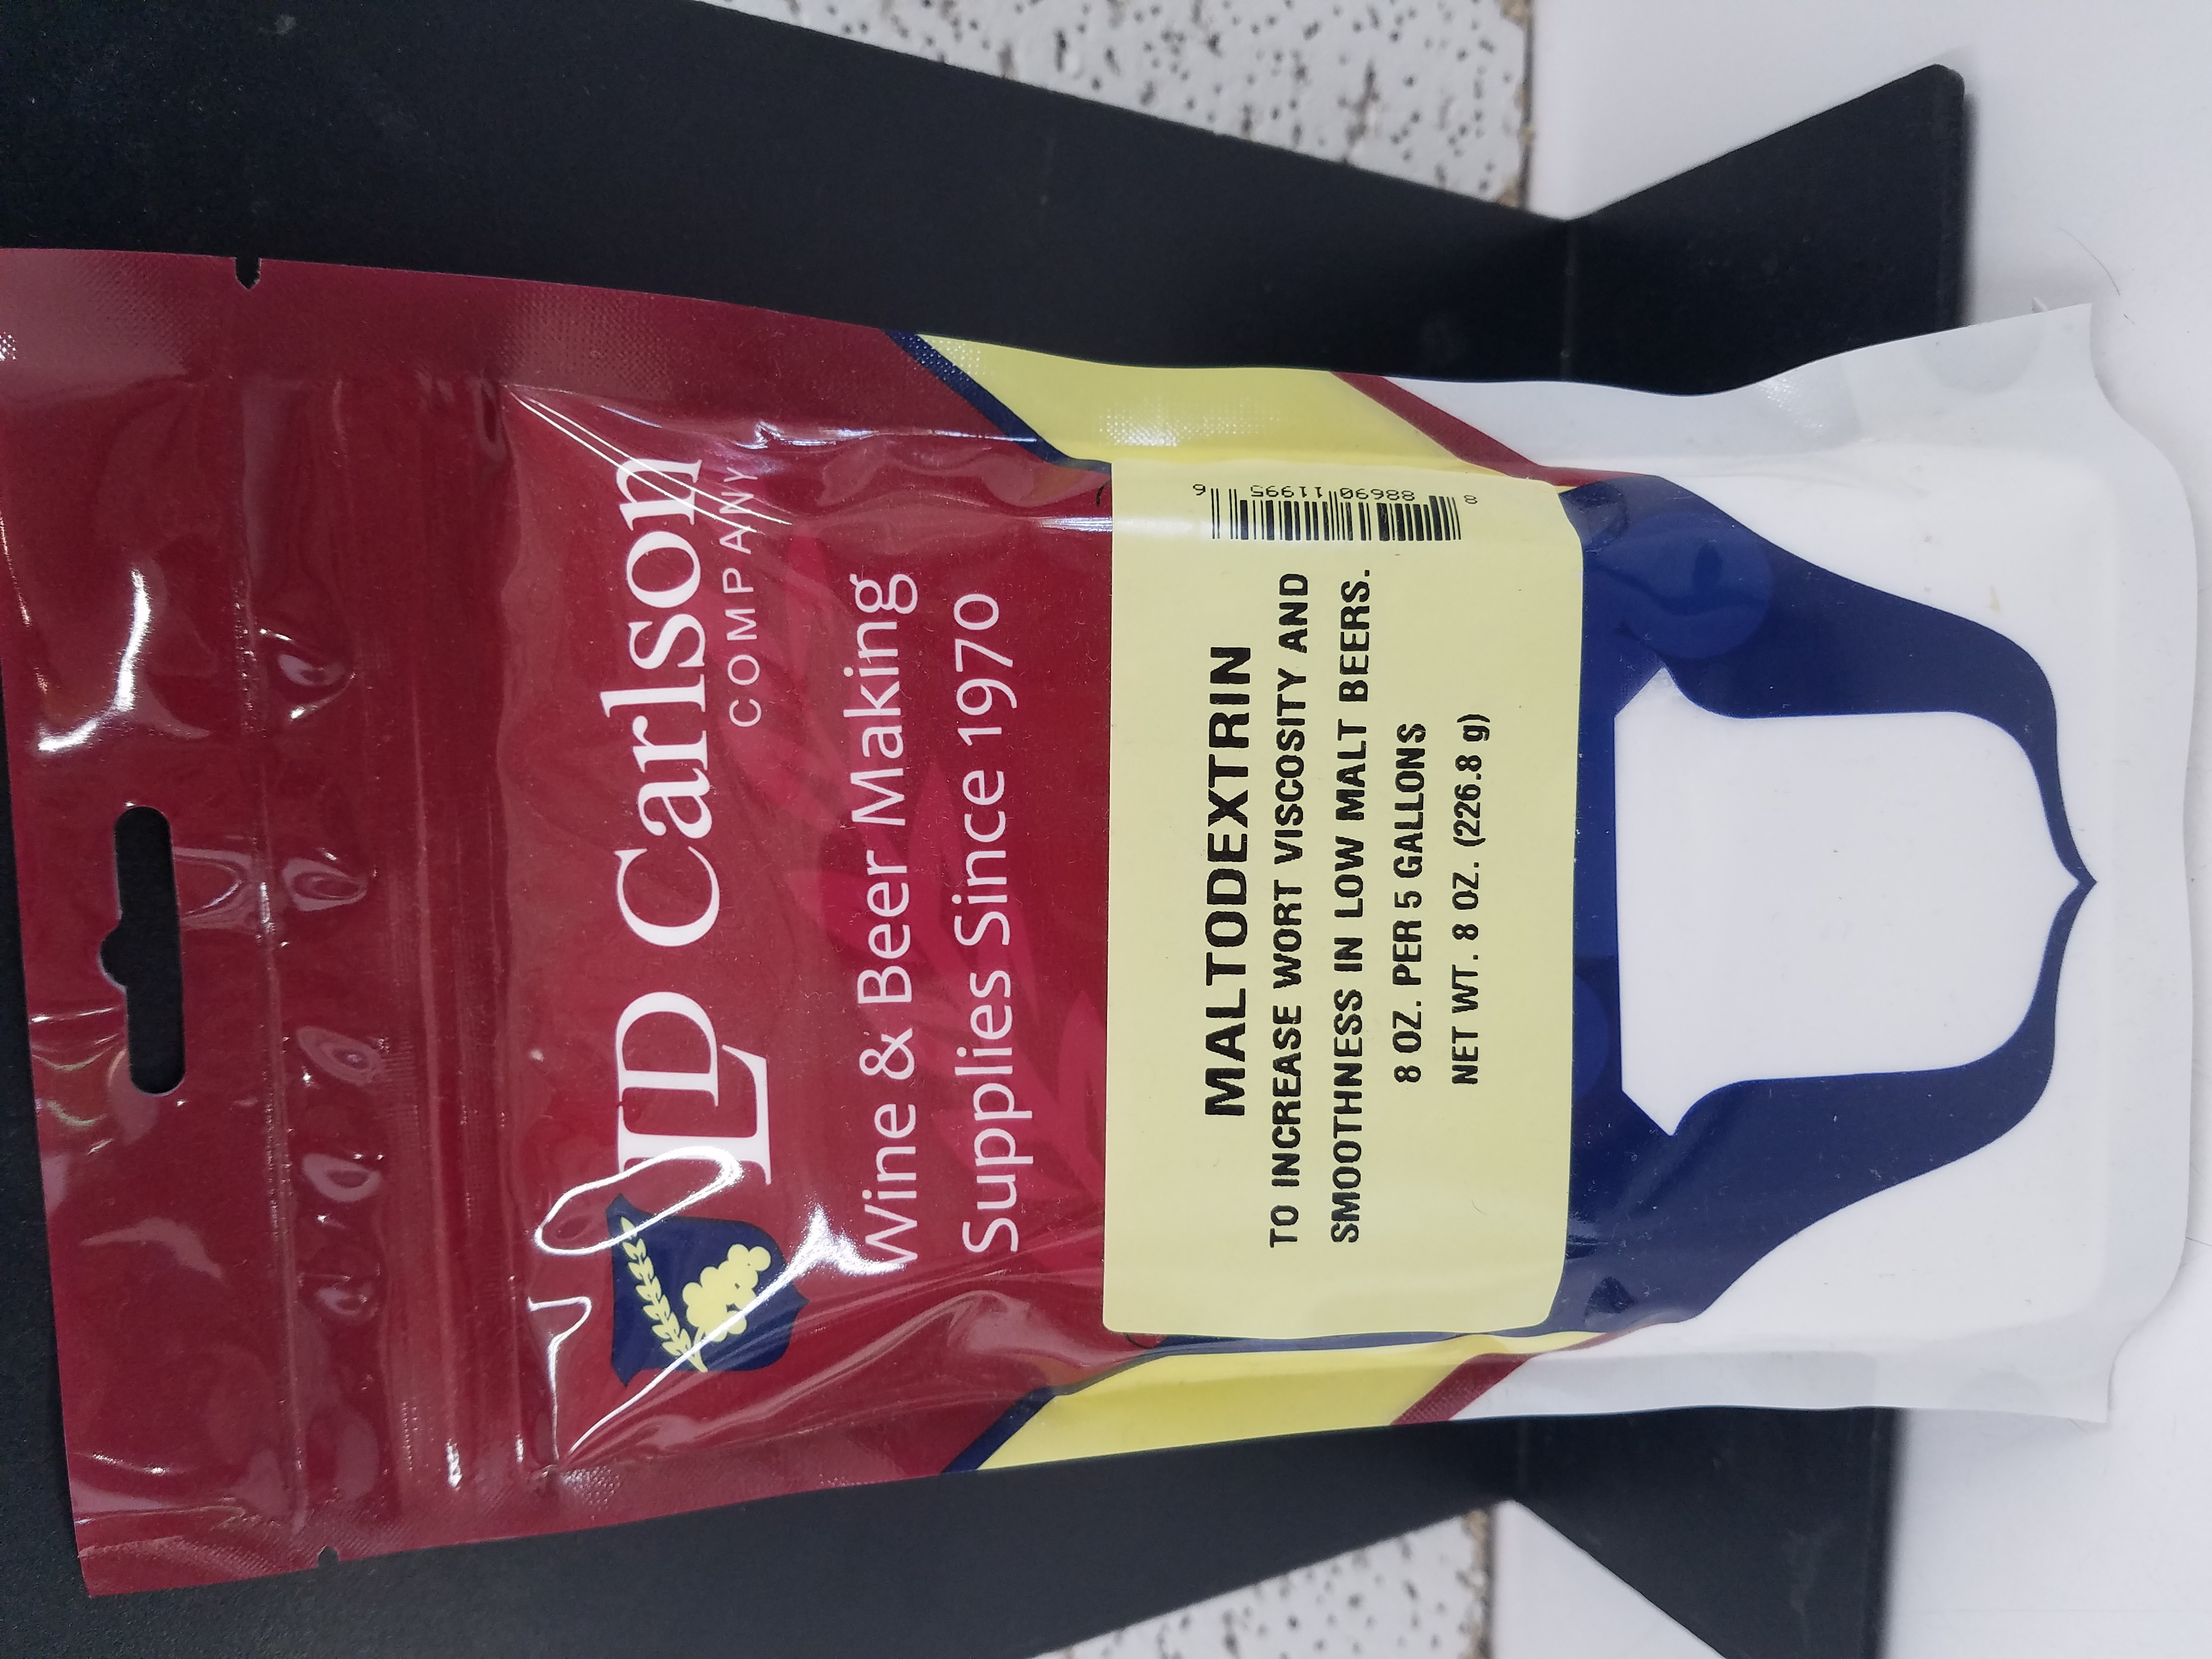 LD Carlson
COMPANY
Wine & Beer Making
Supplies Since 1970
MALTODEXTRIN
TO INCREASE WORT VISCOSITY AND
SMOOTHNESS IN LOW MALT BEERS.
8 OZ. PER 5 GALLONS
NET WT. 8 OZ. (226.8 g)
8 88690 11995 6